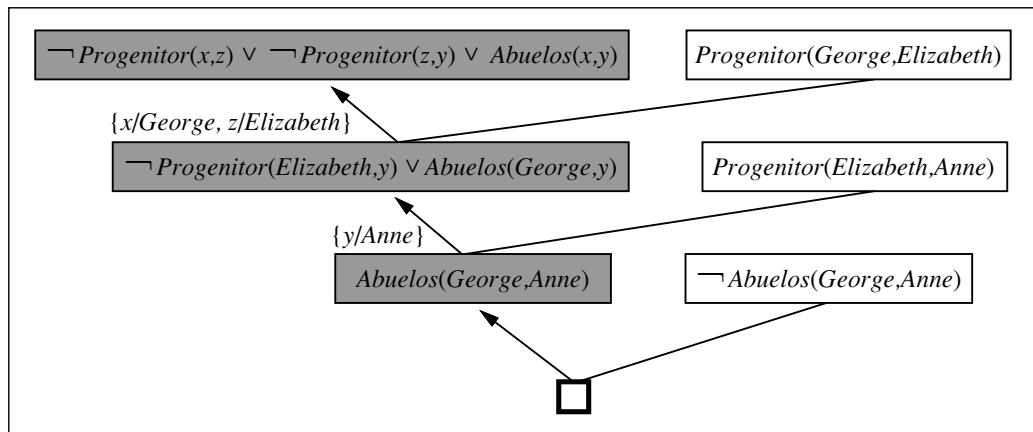 ¬ Progenitor(x,z) ∨ ¬ Progenitor(z,y) ∨ Abuelos(x,y)
Progenitor(George,Elizabeth)
{x/George, z/Elizabeth}
¬ Progenitor(Elizabeth,y) ∨ Abuelos(George,y)
Progenitor(Elizabeth,Anne)
{y/Anne}
Abuelos(George,Anne)
¬ Abuelos(George,Anne)